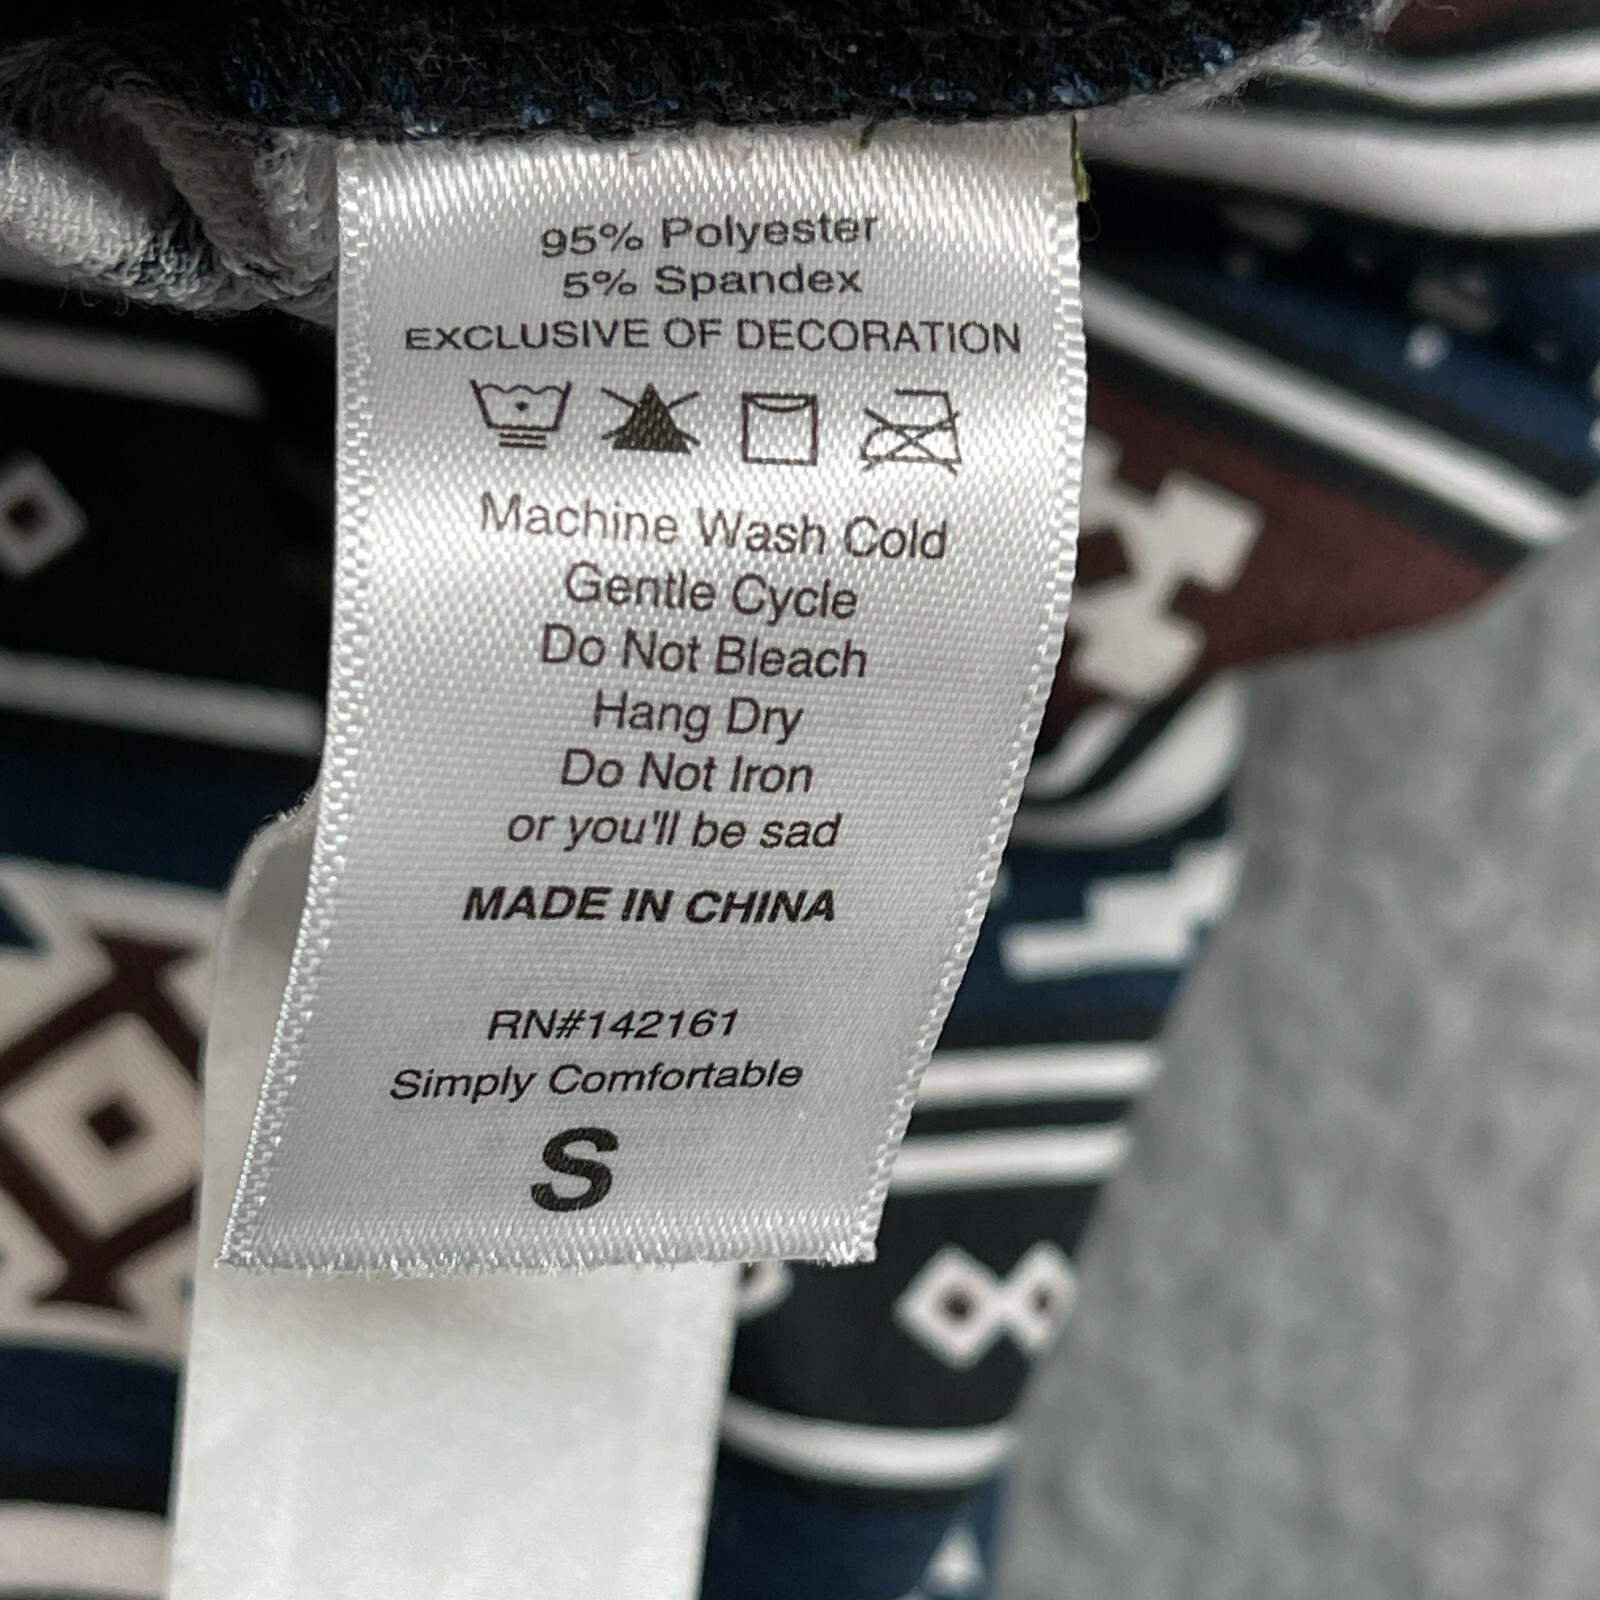 95% Polyester
5% Spandex
EXCLUSIVE OF DECORATION
Machine Wash Cold
Gentle Cycle
Do Not Bleach
Hang Dry
Do Not Iron
or you'll be sad
MADE IN CHINA
RN#142161
Simply Comfortable
S